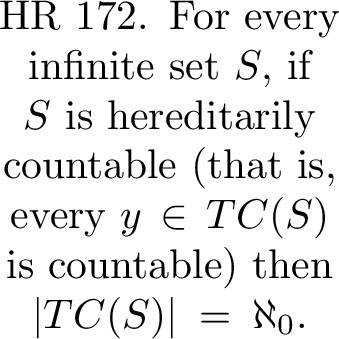 HR 172. For every
infinite set S, if
S is hereditarily
countable (that is,
every y ∈ TC(S)
is countable) then
|TC(S)| = ℵ₀.